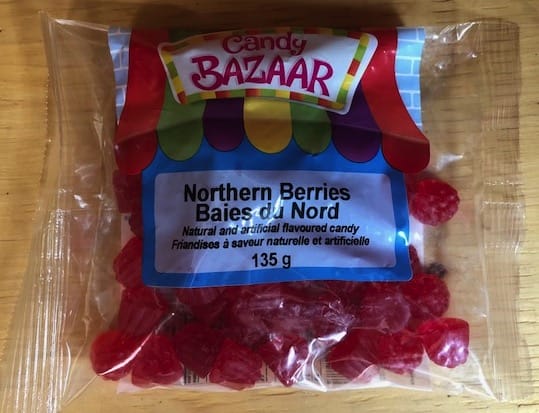 Candy
BAZAAR
Northern Berries
Baies du Nord
Natural and artificial flavoured candy
Friandises à saveur naturelle et artificielle
135 g